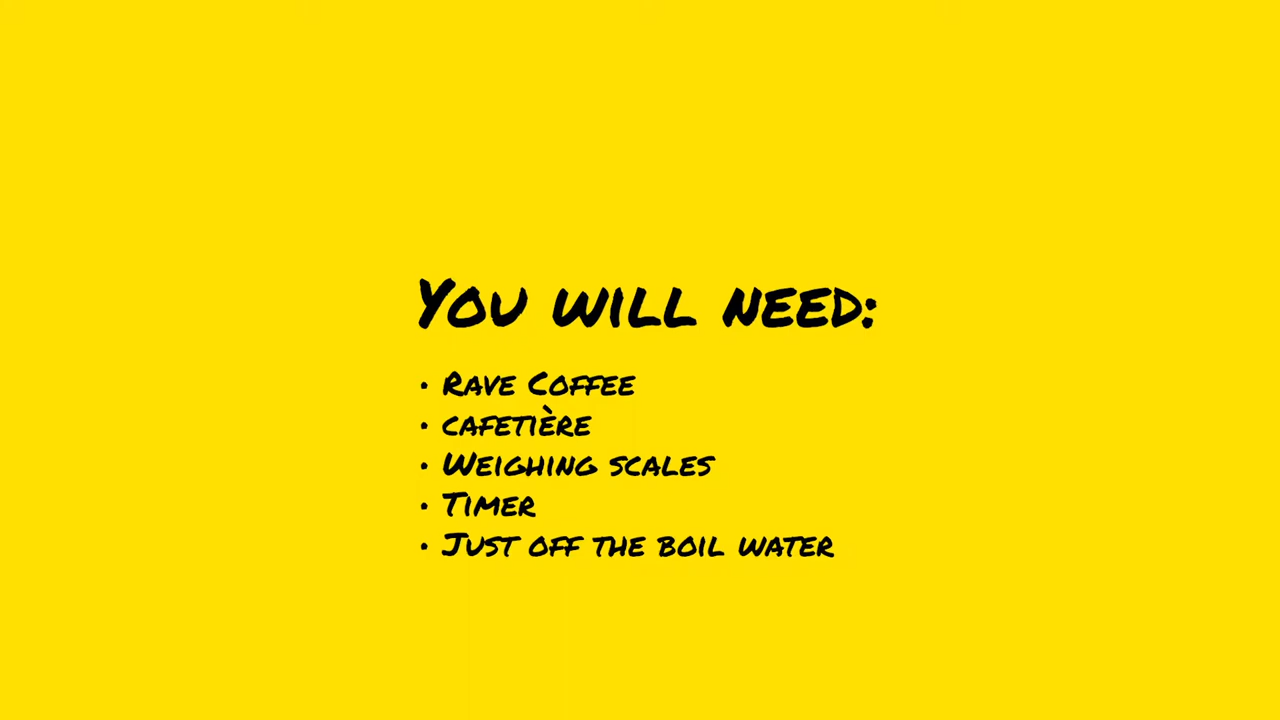 You will need:
• Rave Coffee
• cafetière
• Weighing scales
• Timer
• Just off the boil water